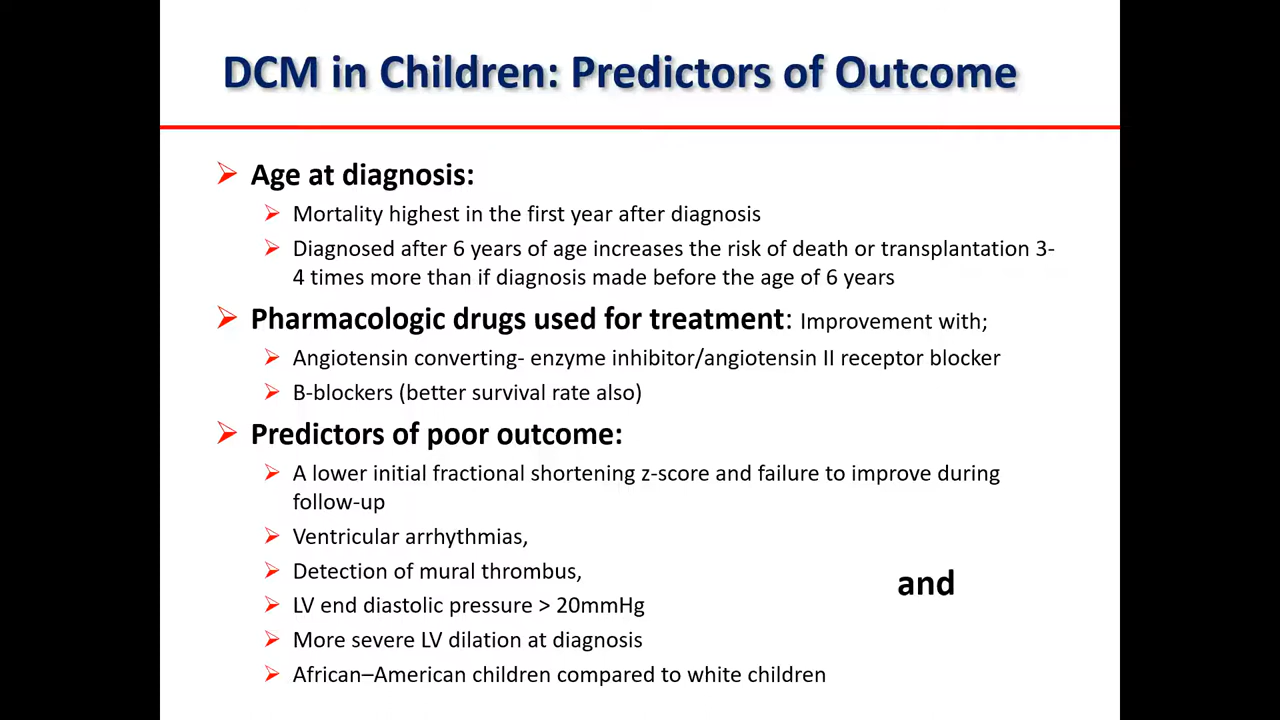 DCM in Children: Predictors of Outcome
Age at diagnosis:
Mortality highest in the first year after diagnosis
Diagnosed after 6 years of age increases the risk of death or transplantation 3-
4 times more than if diagnosis made before the age of 6 years
Pharmacologic drugs used for treatment: Improvement with;
Angiotensin converting- enzyme inhibitor/angiotensin II receptor blocker
B-blockers (better survival rate also)
Predictors of poor outcome:
A lower initial fractional shortening z-score and failure to improve during
follow-up
Ventricular arrhythmias,
Detection of mural thrombus,
and
LV end diastolic pressure > 20mmHg
More severe LV dilation at diagnosis
African–American children compared to white children